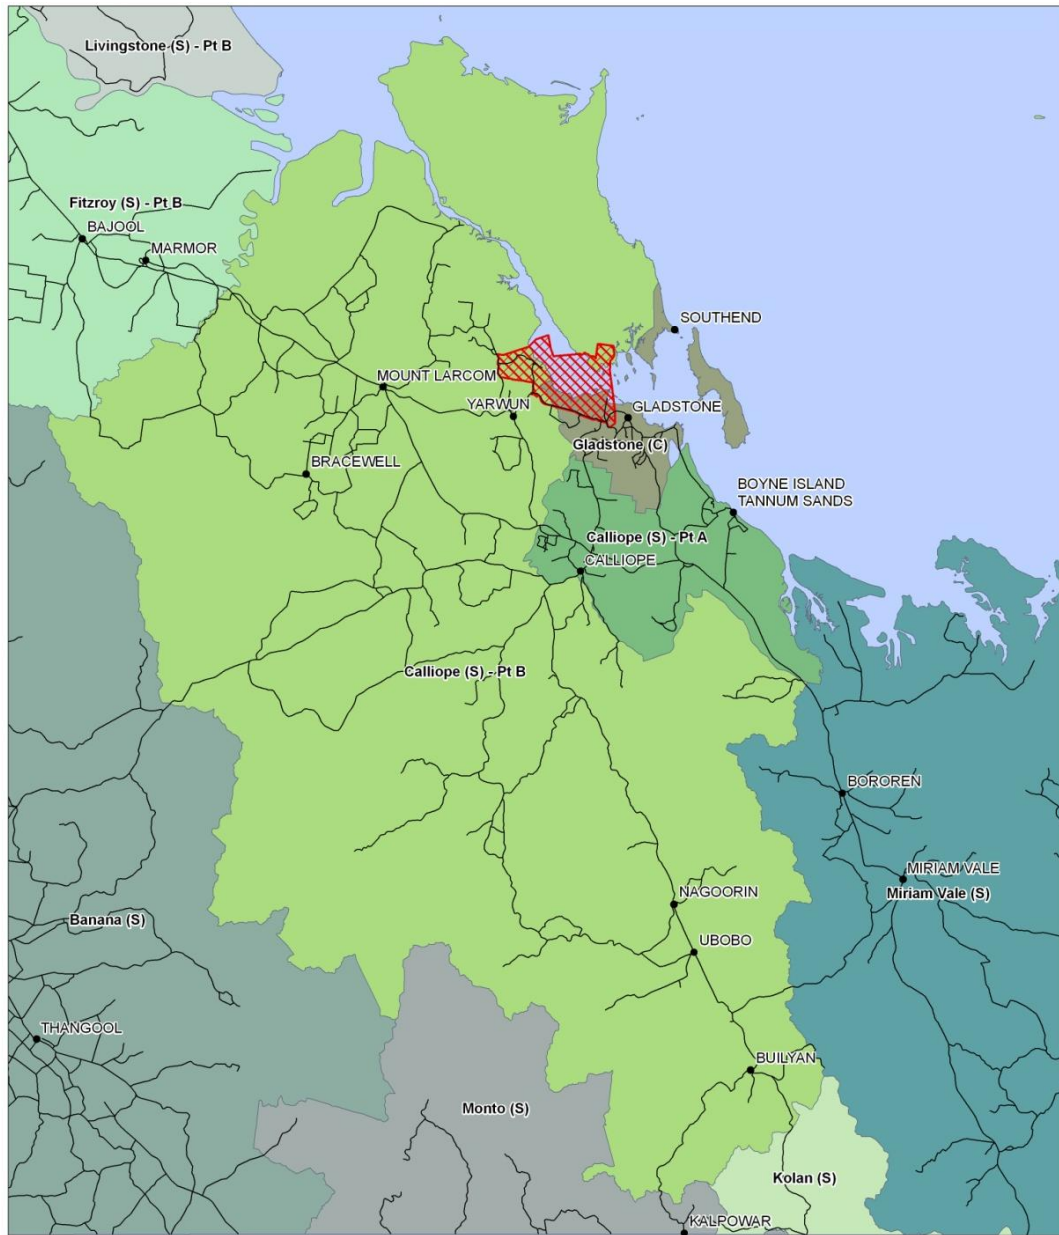 Livingstone (S) - Pt B
Fitzroy (S) - Pt B
BAJOOL
MARMOR
SOUTHEND
MOUNT LARCOM
YARWUN
GLADSTONE
Gladstone (C)
BRACEWELL
BOYNE ISLAND
TANNUM SANDS
Calliope (S) - Pt A
CALLIOPE
Calliope (S) - Pt B
BOROREN
MIRIAM VALE
Miriam Vale (S)
NAGOORIN
Banana (S)
UBOBO
THANGOOL
BUILYAN
Monto (S)
Kolan (S)
KALPOWAR